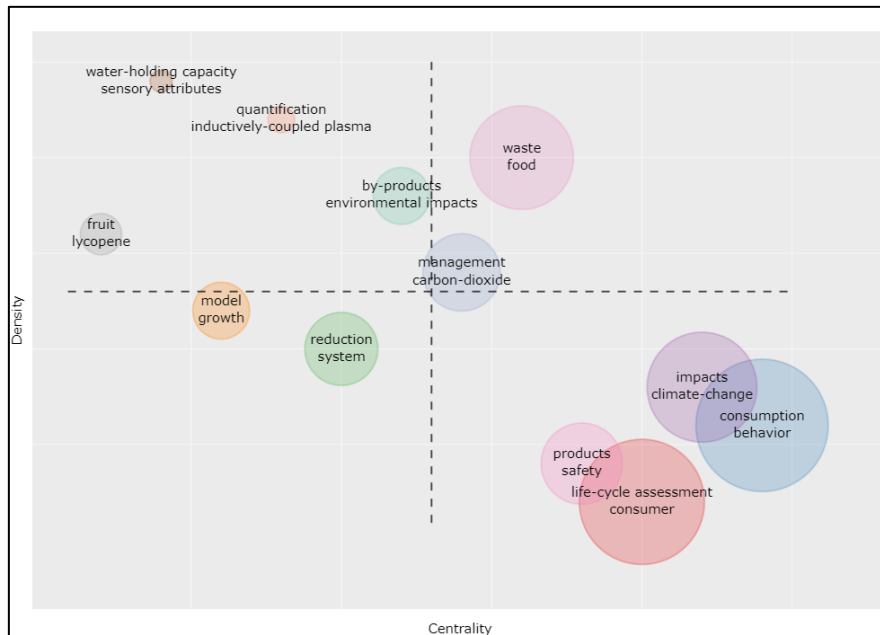 water-holding capacity
sensory attributes
quantification
inductively-coupled plasma
waste
food
by-products
environmental impacts
fruit
lycopene
management
carbon-dioxide
model
growth
reduction
system
impacts
climate-change
consumption
behavior
products
safety
life-cycle assessment
consumer
Density
Centrality